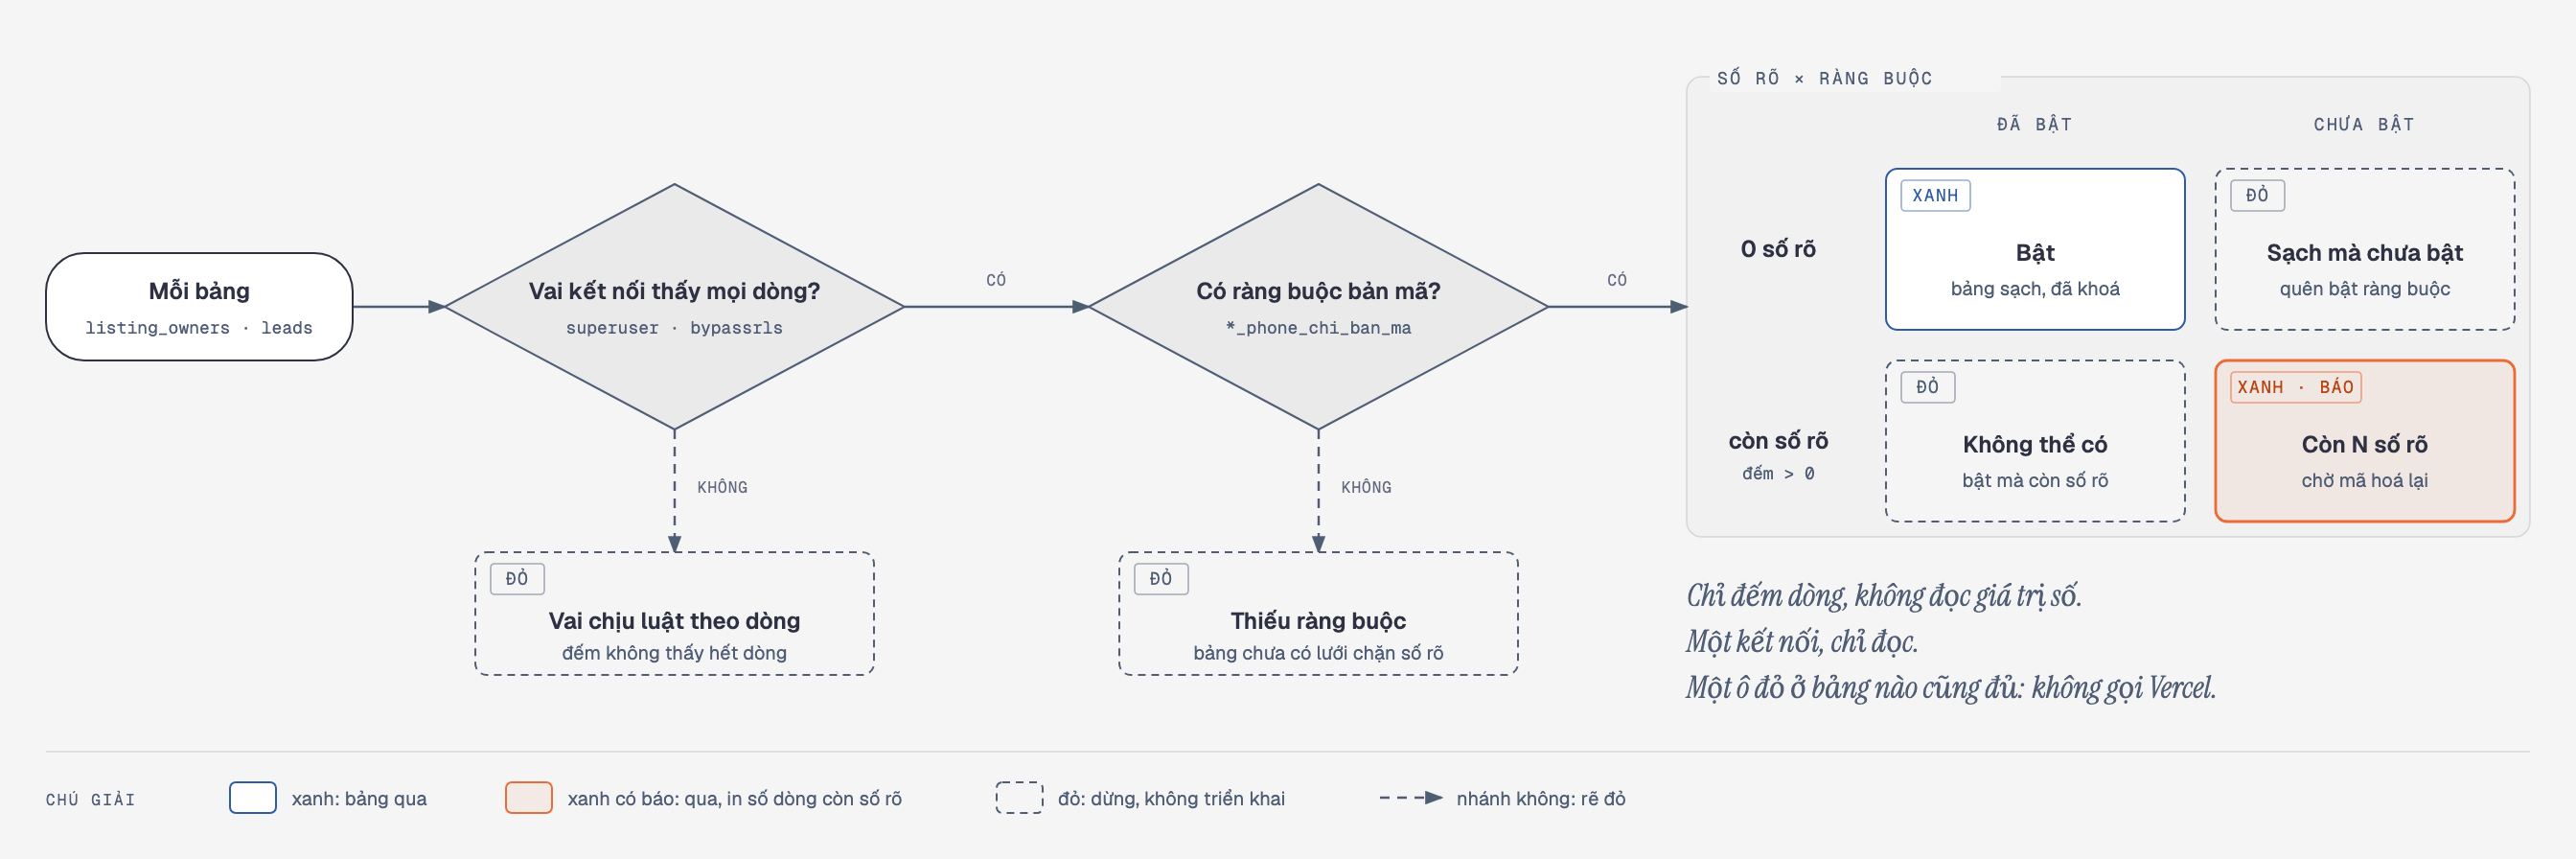 Mỗi bảng
listing_owners · leads
Vai kết nối thấy mọi dòng?
superuser · bypassrls
CÓ
KHÔNG
ĐỎ
Vai chịu luật theo dòng
đếm không thấy hết dòng
Có ràng buộc bản mã?
*_phone_chi_ban_ma
CÓ
KHÔNG
ĐỎ
Thiếu ràng buộc
bảng chưa có lưới chặn số rõ
SỐ RÕ × RÀNG BUỘC
ĐÃ BẬT
CHƯA BẬT
0 số rõ
XANH
Bật
bảng sạch, đã khoá
ĐỎ
Sạch mà chưa bật
quên bật ràng buộc
còn số rõ
đếm > 0
ĐỎ
Không thể có
bật mà còn số rõ
XANH · BÁO
Còn N số rõ
chờ mã hoá lại
Chỉ đếm dòng, không đọc giá trị số.
Một kết nối, chỉ đọc.
Một ô đỏ ở bảng nào cũng đủ: không gọi Vercel.
CHÚ GIẢI
xanh: bảng qua
xanh có báo: qua, in số dòng còn số rõ
đỏ: dừng, không triển khai
nhánh không: rẽ đỏ